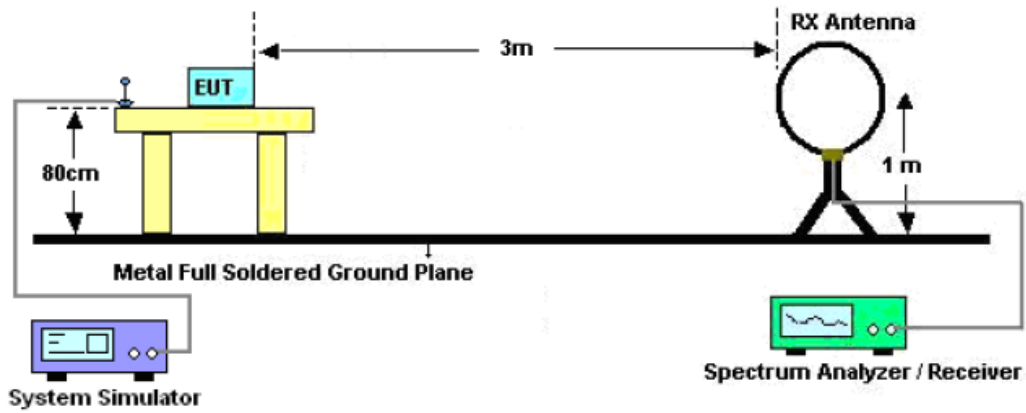 RX Antenna
3m
EUT
80cm
1 m
Metal Full Soldered Ground Plane
System Simulator
Spectrum Analyzer / Receiver